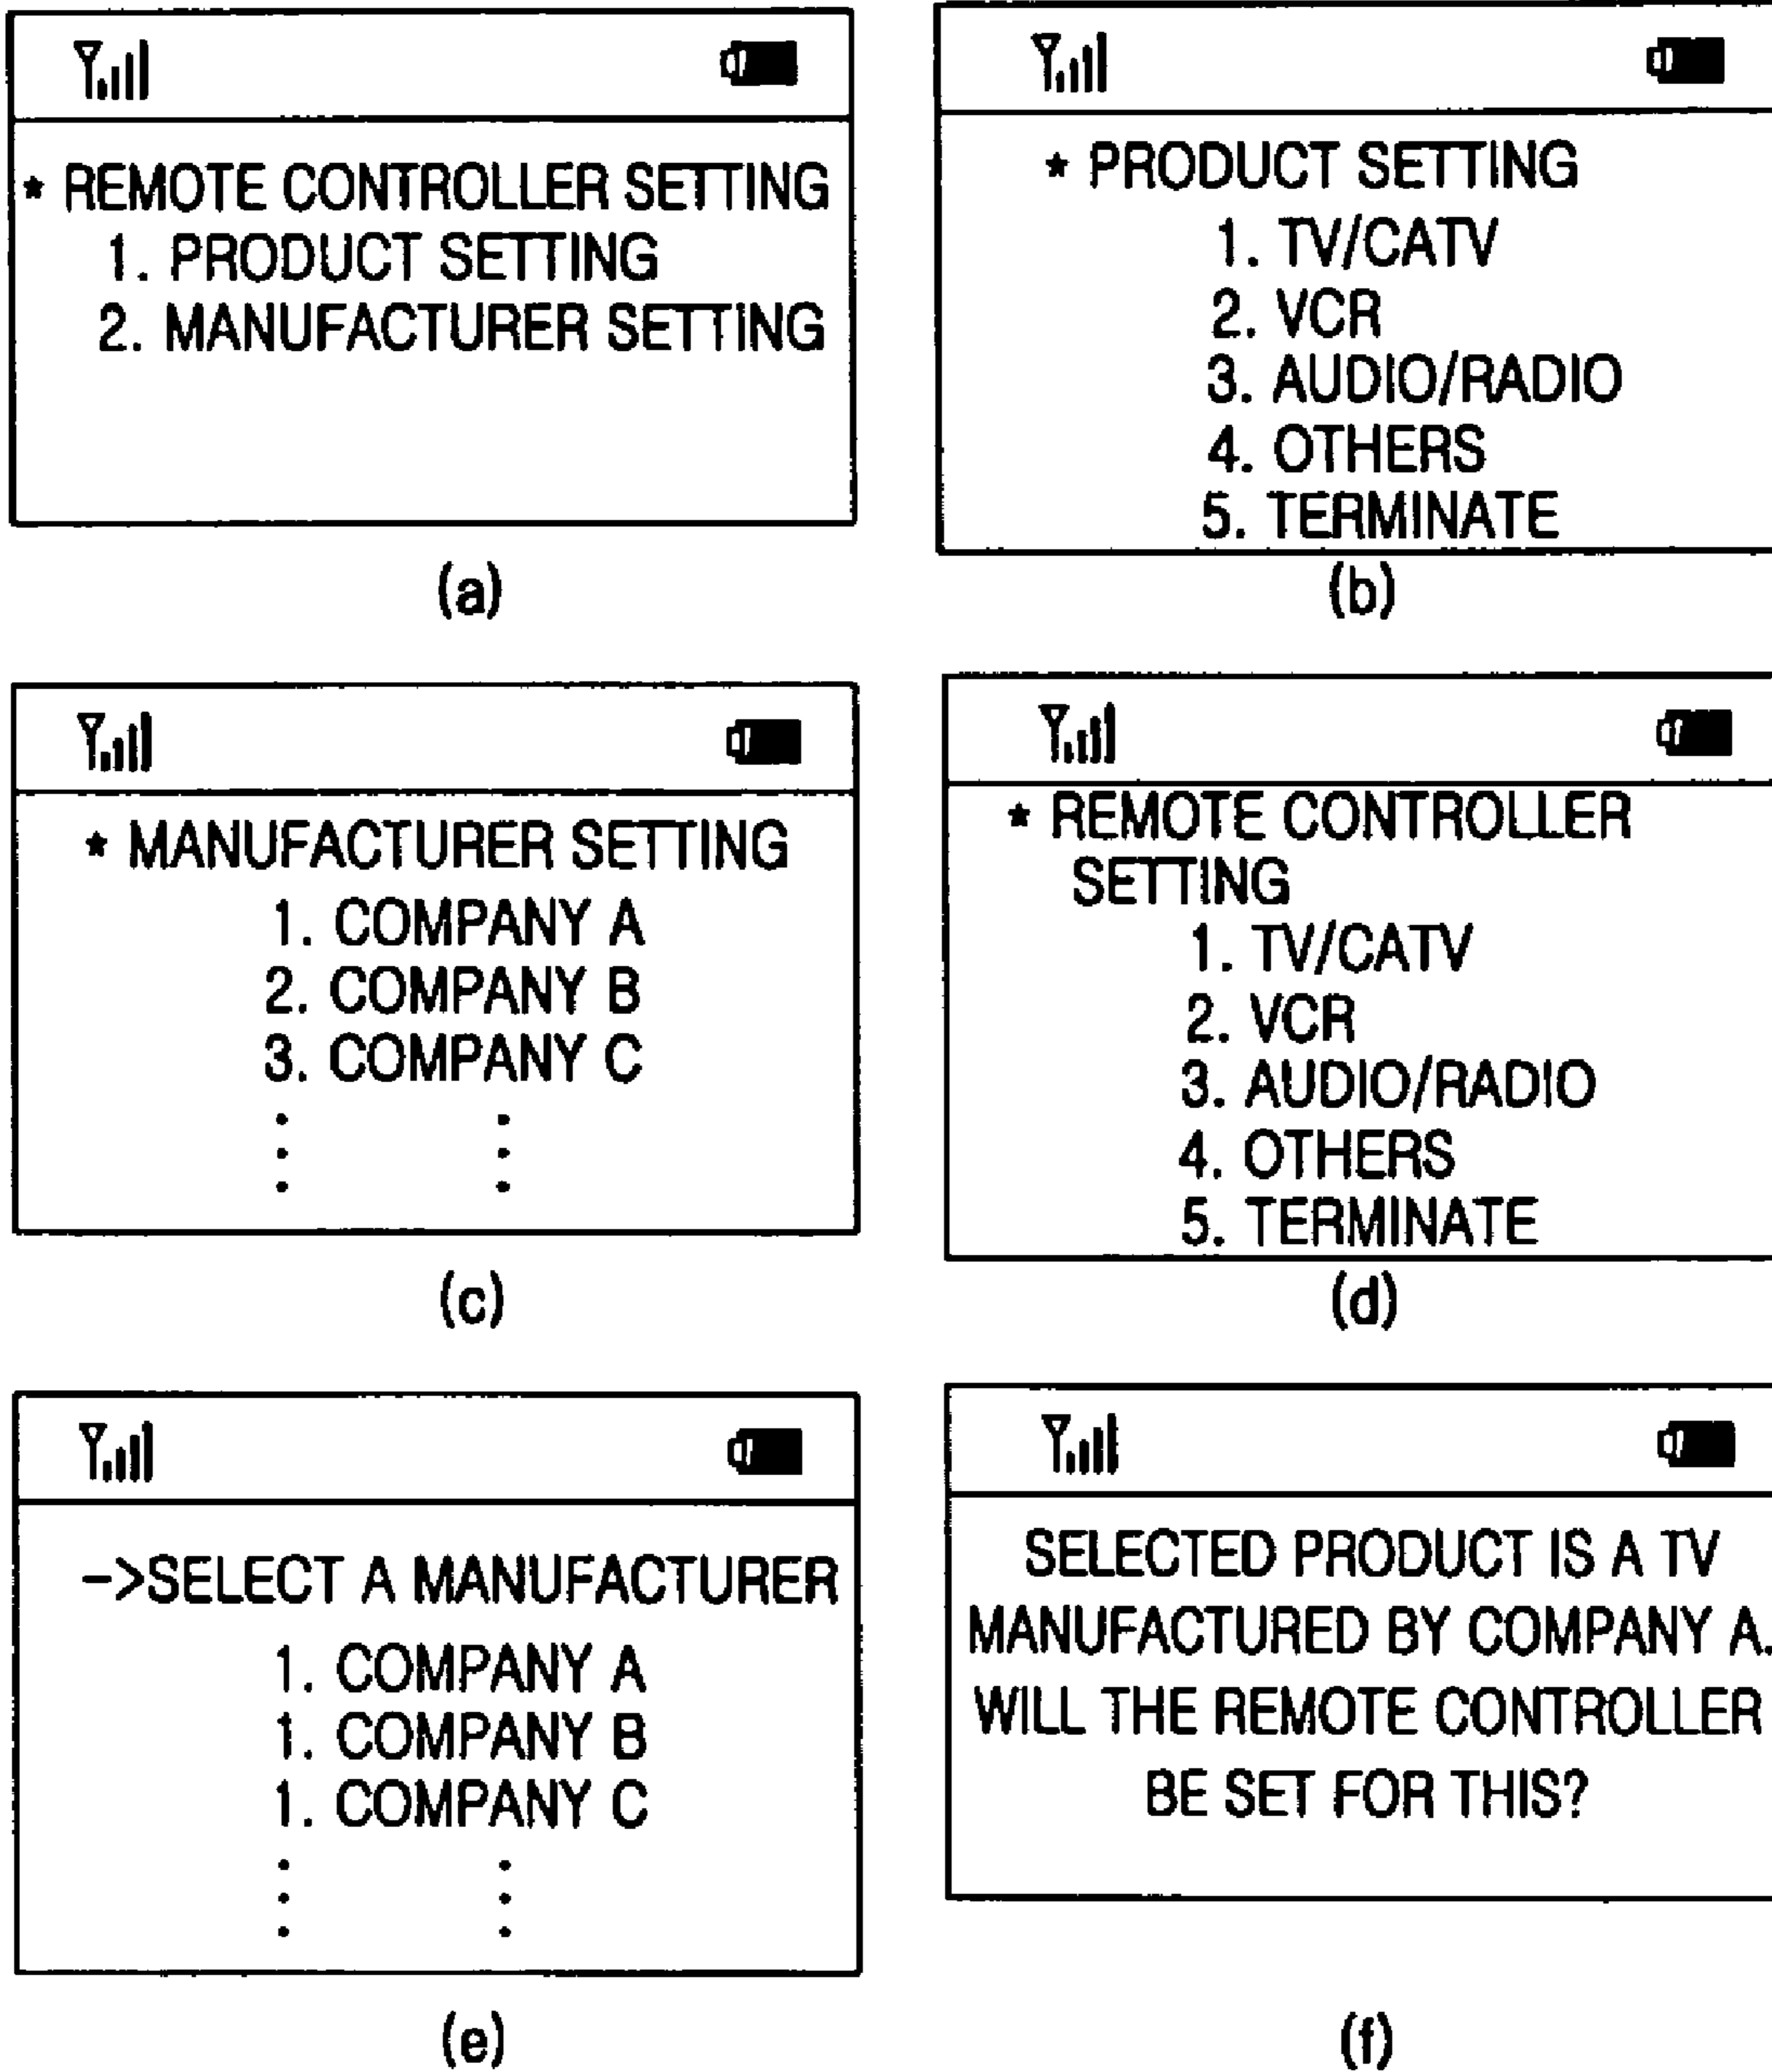 * REMOTE CONTROLLER SETTING
1. PRODUCT SETTING
2. MANUFACTURER SETTING
(a)
* PRODUCT SETTING
1. TV/CATV
2. VCR
3. AUDIO/RADIO
4. OTHERS
5. TERMINATE
(b)
* MANUFACTURER SETTING
1. COMPANY A
2. COMPANY B
3. COMPANY C
(c)
* REMOTE CONTROLLER
SETTING
1. TV/CATV
2. VCR
3. AUDIO/RADIO
4. OTHERS
5. TERMINATE
(d)
->SELECT A MANUFACTURER
1. COMPANY A
1. COMPANY B
1. COMPANY C
(e)
SELECTED PRODUCT IS A TV
MANUFACTURED BY COMPANY A.
WILL THE REMOTE CONTROLLER
BE SET FOR THIS?
(f)